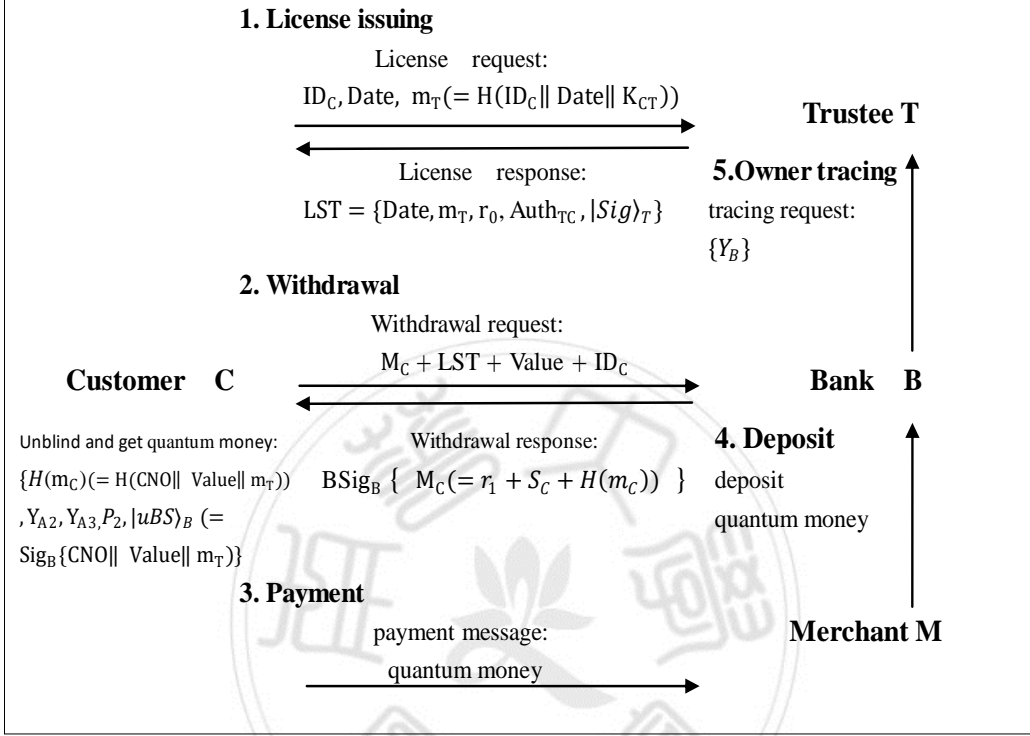 1. License issuing
License request:
ID_C, Date, m_T(= H(ID_C‖ Date‖ K_CT))
Trustee T
License response:
LST = {Date, m_T, r_0, Auth_TC, |Sig⟩_T}
5.Owner tracing
tracing request:
{Y_B}
2. Withdrawal
Withdrawal request:
M_C + LST + Value + ID_C
Customer C
Bank B
Unblind and get quantum money:
{H(m_C)(= H(CNO‖ Value‖ m_T))
, Y_A2, Y_A3, P_2, |uBS⟩_B (=
Sig_B{CNO‖ Value‖ m_T)}
Withdrawal response:
BSig_B { M_C(= r_1 + S_C + H(m_C)) }
4. Deposit
deposit
quantum money
3. Payment
payment message:
quantum money
Merchant M